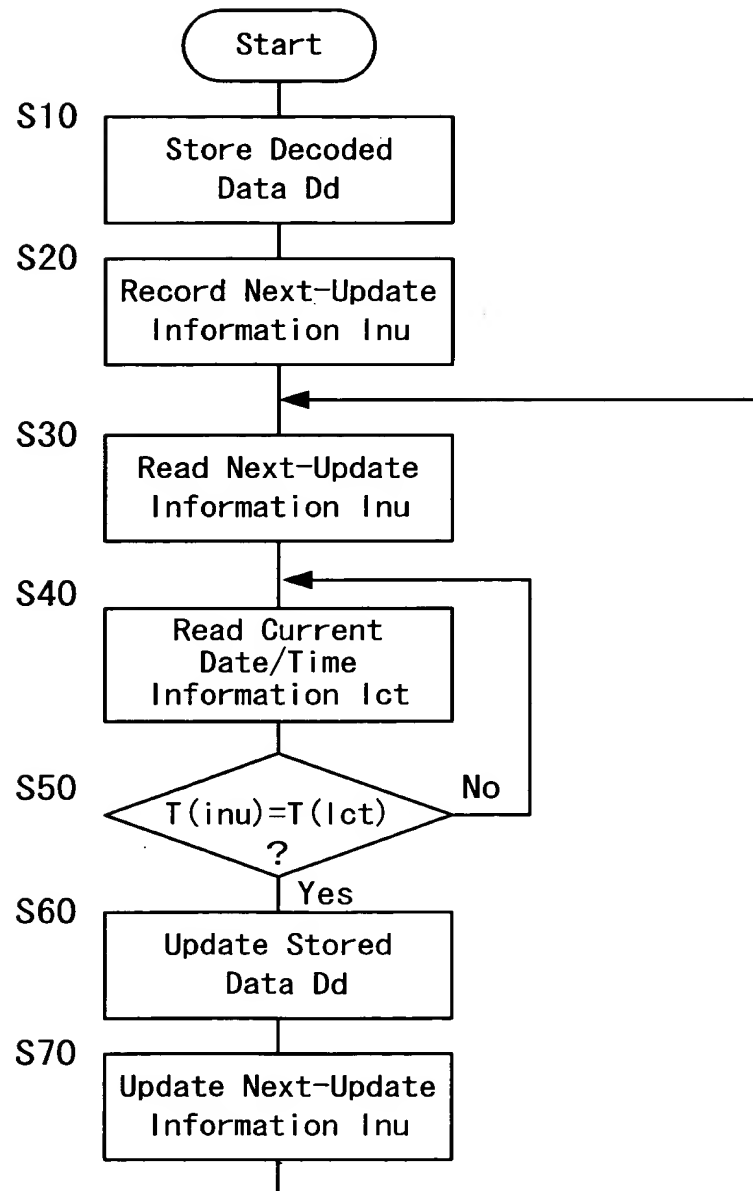 Start
S10
Store Decoded
Data Dd
S20
Record Next-Update
Information Inu
S30
Read Next-Update
Information Inu
S40
Read Current
Date/Time
Information Ict
S50
T(inu)=T(Ict)
?
No
Yes
S60
Update Stored
Data Dd
S70
Update Next-Update
Information Inu